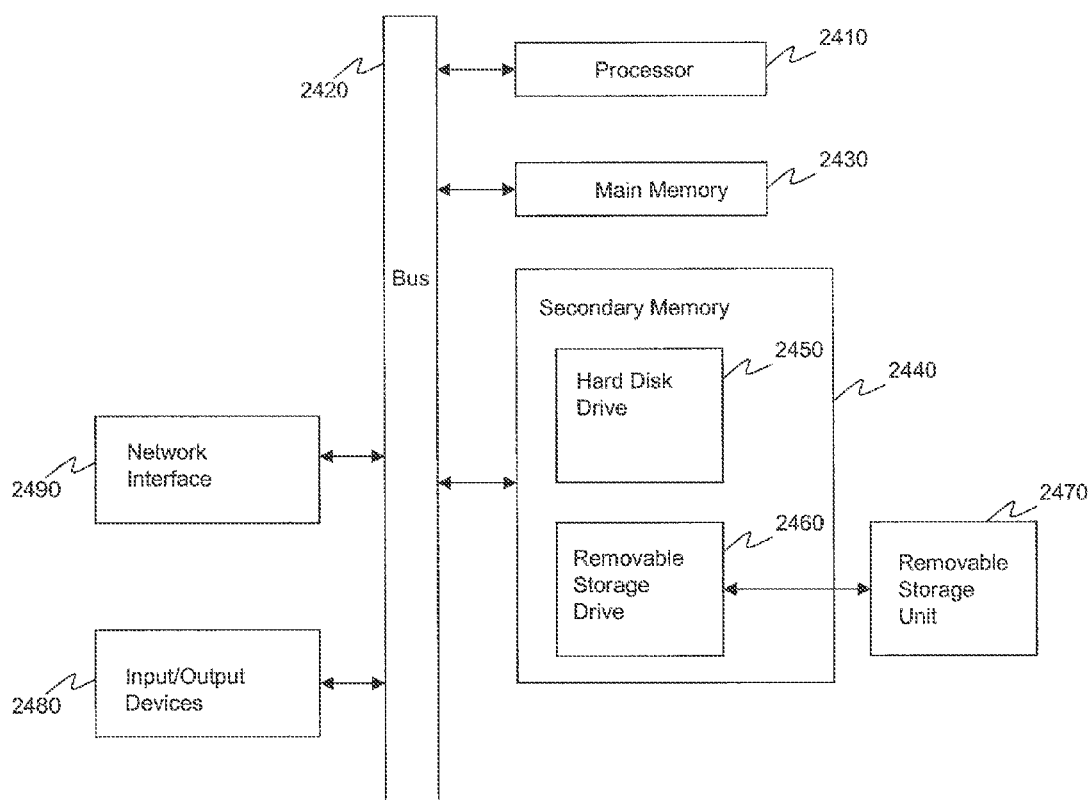 2410
Processor
2420
2430
Main Memory
Bus
Secondary Memory
2450
Hard Disk
Drive
2440
Network
Interface
2490
2460
2470
Removable
Storage
Drive
Removable
Storage
Unit
Input/Output
Devices
2480